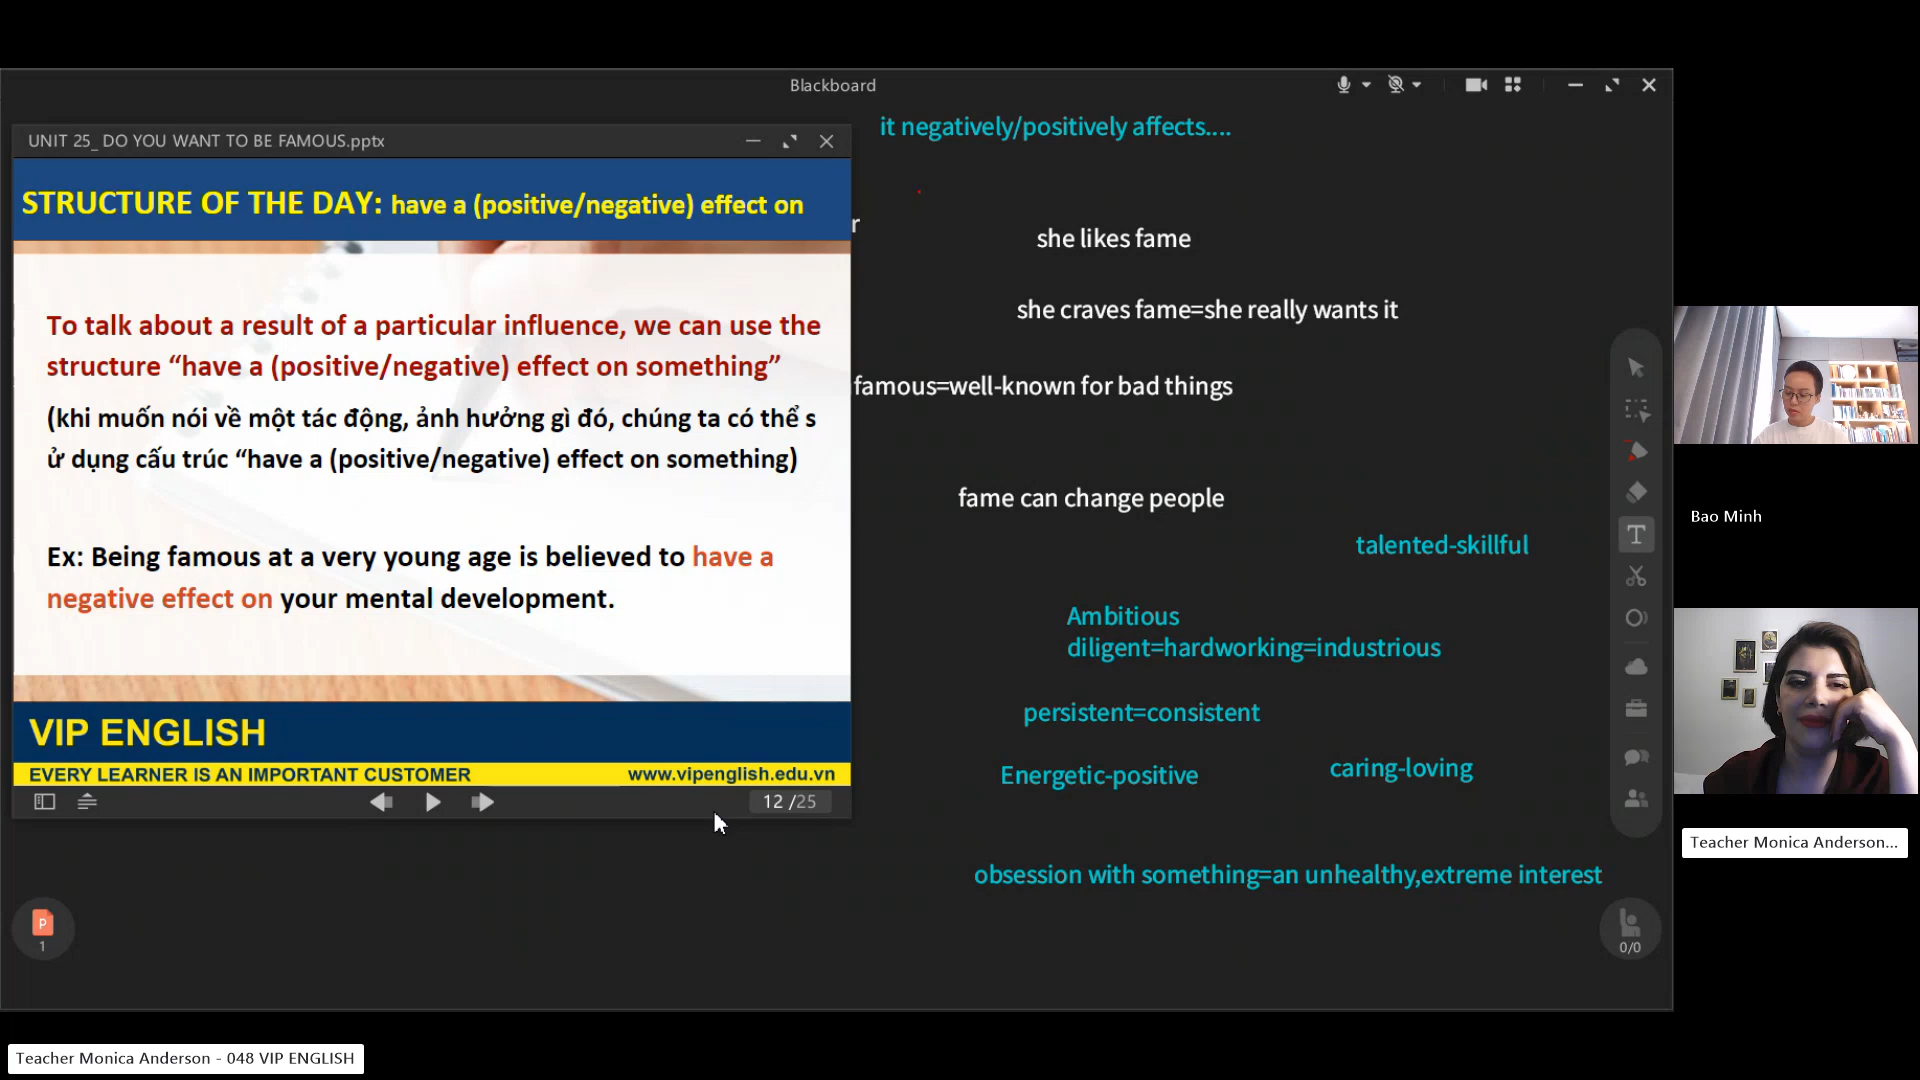 Blackboard
UNIT 25_ DO YOU WANT TO BE FAMOUS.pptx
STRUCTURE OF THE DAY: have a (positive/negative) effect on
To talk about a result of a particular influence, we can use the
structure “have a (positive/negative) effect on something”
(khi muốn nói về một tác động, ảnh hưởng gì đó, chúng ta có thể s
ử dụng cấu trúc “have a (positive/negative) effect on something)
Ex: Being famous at a very young age is believed to have a
negative effect on your mental development.
VIP ENGLISH
EVERY LEARNER IS AN IMPORTANT CUSTOMER www.vipenglish.edu.vn
12 /25
it negatively/positively affects....
r
she likes fame
she craves fame=she really wants it
famous=well-known for bad things
fame can change people
talented-skillful
Ambitious
diligent=hardworking=industrious
persistent=consistent
Energetic-positive
caring-loving
obsession with something=an unhealthy,extreme interest
T
P
1
0/0
Bao Minh
Teacher Monica Anderson...
Teacher Monica Anderson - 048 VIP ENGLISH